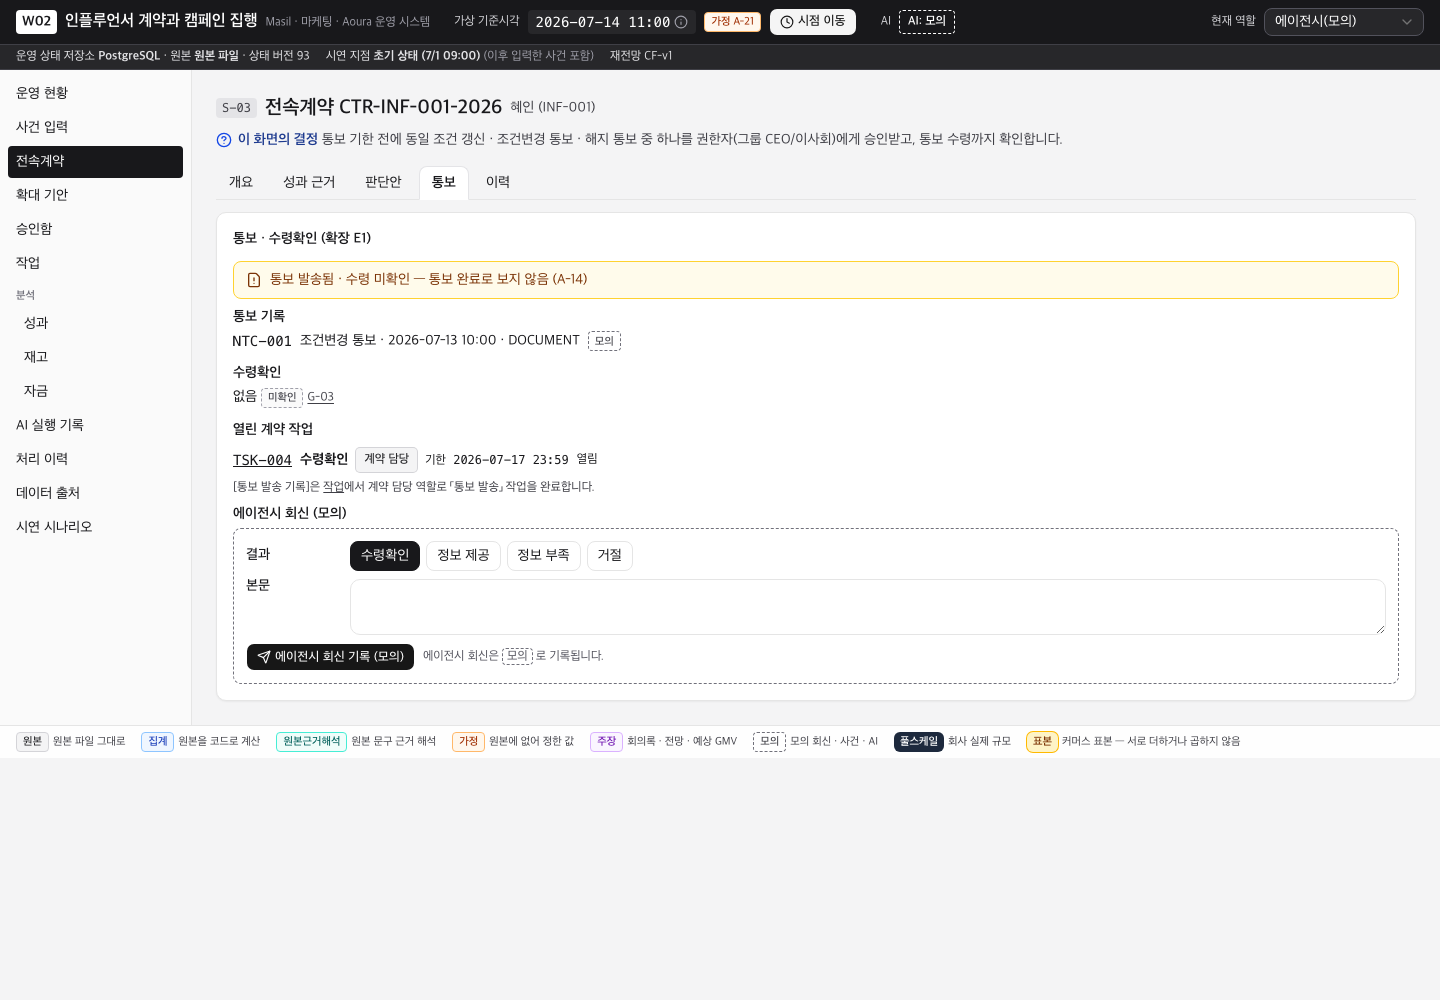 W02 인플루언서 계약과 캠페인 집행 Masil · 마케팅 · Aoura 운영 시스템 가상 기준시각 2026-07-14 11:00 가정 A-21 시점 이동 AI AI: 모의 현재 역할 에이전시(모의)
운영 상태 저장소 PostgreSQL · 원본 원본 파일 · 상태 버전 93 시연 지점 초기 상태 (7/1 09:00) (이후 입력한 사건 포함) 재전망 CF-v1
운영 현황
사건 입력
전속계약
확대 기안
승인함
작업
분석
성과
재고
자금
AI 실행 기록
처리 이력
데이터 출처
시연 시나리오
S-03 전속계약 CTR-INF-001-2026 혜인 (INF-001)
이 화면의 결정 통보 기한 전에 동일 조건 갱신 · 조건변경 통보 · 해지 통보 중 하나를 권한자(그룹 CEO/이사회)에게 승인받고, 통보 수령까지 확인합니다.
개요 성과 근거 판단안 통보 이력
통보 · 수령확인 (확장 E1)
통보 발송됨 · 수령 미확인 — 통보 완료로 보지 않음 (A-14)
통보 기록
NTC-001 조건변경 통보 · 2026-07-13 10:00 · DOCUMENT 모의
수령확인
없음 미확인 G-03
열린 계약 작업
TSK-004 수령확인 계약 담당 기한 2026-07-17 23:59 열림
[통보 발송 기록]은 작업에서 계약 담당 역할로 「통보 발송」 작업을 완료합니다.
에이전시 회신 (모의)
결과 수령확인 정보 제공 정보 부족 거절
본문
에이전시 회신 기록 (모의) 에이전시 회신은 모의 로 기록됩니다.
원본 원본 파일 그대로 집계 원본을 코드로 계산 원본근거해석 원본 문구 근거 해석 가정 원본에 없어 정한 값 주장 회의록 · 전망 · 예상 GMV 모의 모의 회신 · 사건 · AI 풀스케일 회사 실제 규모 표본 커머스 표본 — 서로 더하거나 곱하지 않음